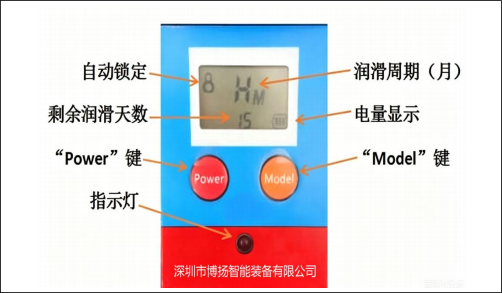 自动锁定
润滑周期（月）
8
H M
剩余润滑天数
15
电量显示
“Power”键
“Model”键
Power
Model
指示灯
深圳市博扬智能装备有限公司